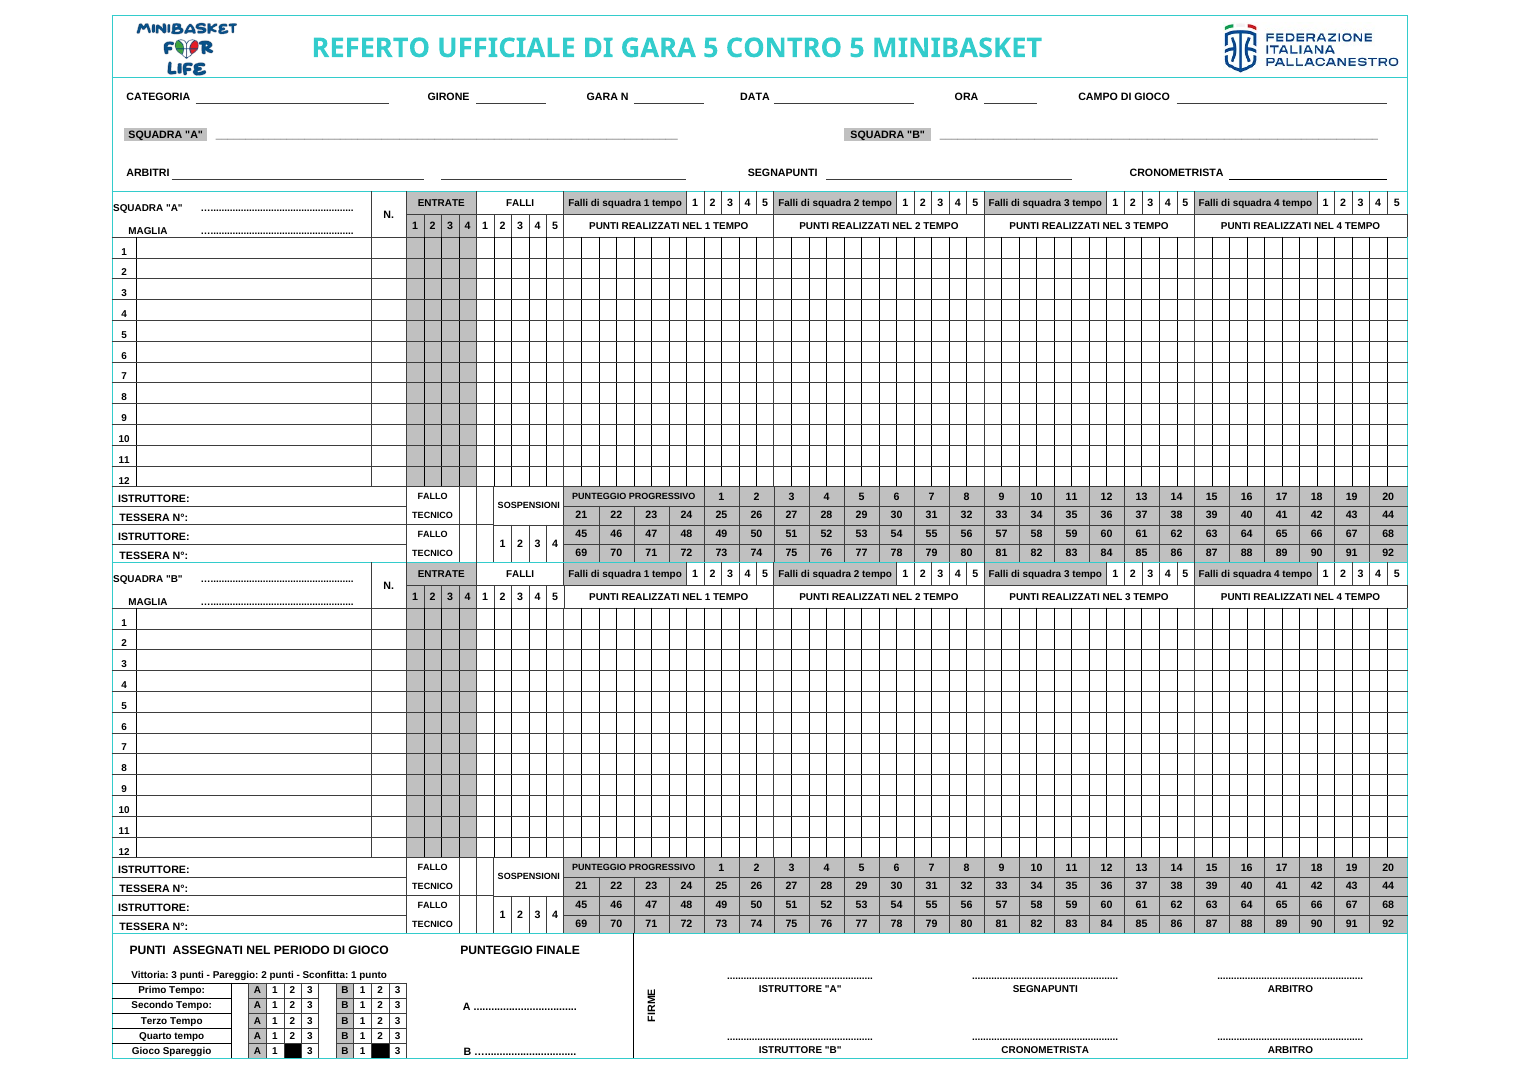 MINIBASKET
FOR
LIFE
REFERTO UFFICIALE DI GARA 5 CONTRO 5 MINIBASKET
FEDERAZIONE
ITALIANA
PALLACANESTRO
CATEGORIA GIRONE GARA N DATA ORA CAMPO DI GIOCO
SQUADRA "A" SQUADRA "B"
ARBITRI SEGNAPUNTI CRONOMETRISTA
SQUADRA "A" N. ENTRATE FALLI Falli di squadra 1 tempo 1 2 3 4 5 Falli di squadra 2 tempo 1 2 3 4 5 Falli di squadra 3 tempo 1 2 3 4 5 Falli di squadra 4 tempo 1 2 3 4 5
MAGLIA 1 2 3 4 1 2 3 4 5 PUNTI REALIZZATI NEL 1 TEMPO PUNTI REALIZZATI NEL 2 TEMPO PUNTI REALIZZATI NEL 3 TEMPO PUNTI REALIZZATI NEL 4 TEMPO
1
2
3
4
5
6
7
8
9
10
11
12
ISTRUTTORE: FALLO SOSPENSIONI PUNTEGGIO PROGRESSIVO 1 2 3 4 5 6 7 8 9 10 11 12 13 14 15 16 17 18 19 20
TESSERA N°: TECNICO 21 22 23 24 25 26 27 28 29 30 31 32 33 34 35 36 37 38 39 40 41 42 43 44
ISTRUTTORE: FALLO 1 2 3 4 45 46 47 48 49 50 51 52 53 54 55 56 57 58 59 60 61 62 63 64 65 66 67 68
TESSERA N°: TECNICO 69 70 71 72 73 74 75 76 77 78 79 80 81 82 83 84 85 86 87 88 89 90 91 92
SQUADRA "B" N. ENTRATE FALLI Falli di squadra 1 tempo 1 2 3 4 5 Falli di squadra 2 tempo 1 2 3 4 5 Falli di squadra 3 tempo 1 2 3 4 5 Falli di squadra 4 tempo 1 2 3 4 5
MAGLIA 1 2 3 4 1 2 3 4 5 PUNTI REALIZZATI NEL 1 TEMPO PUNTI REALIZZATI NEL 2 TEMPO PUNTI REALIZZATI NEL 3 TEMPO PUNTI REALIZZATI NEL 4 TEMPO
1
2
3
4
5
6
7
8
9
10
11
12
ISTRUTTORE: FALLO SOSPENSIONI PUNTEGGIO PROGRESSIVO 1 2 3 4 5 6 7 8 9 10 11 12 13 14 15 16 17 18 19 20
TESSERA N°: TECNICO 21 22 23 24 25 26 27 28 29 30 31 32 33 34 35 36 37 38 39 40 41 42 43 44
ISTRUTTORE: FALLO 1 2 3 4 45 46 47 48 49 50 51 52 53 54 55 56 57 58 59 60 61 62 63 64 65 66 67 68
TESSERA N°: TECNICO 69 70 71 72 73 74 75 76 77 78 79 80 81 82 83 84 85 86 87 88 89 90 91 92
PUNTI ASSEGNATI NEL PERIODO DI GIOCO PUNTEGGIO FINALE
Vittoria: 3 punti - Pareggio: 2 punti - Sconfitta: 1 punto
Primo Tempo: A 1 2 3 B 1 2 3
Secondo Tempo: A 1 2 3 B 1 2 3
Terzo Tempo A 1 2 3 B 1 2 3
Quarto tempo A 1 2 3 B 1 2 3
Gioco Spareggio A 1 3 B 1 3
A
B
FIRME
ISTRUTTORE "A" SEGNAPUNTI ARBITRO
ISTRUTTORE "B" CRONOMETRISTA ARBITRO